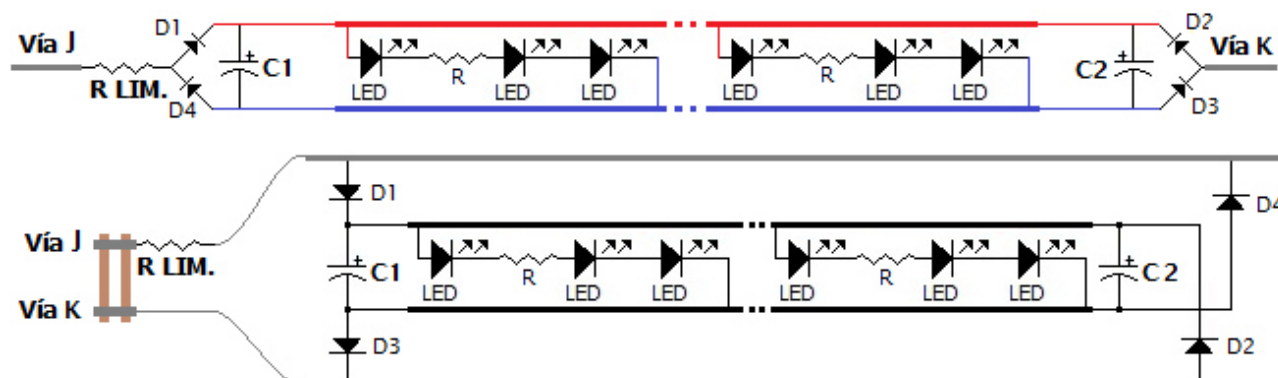 D1
D2
Vía J
Vía K
R LIM.
C1
C2
D4
D3
R
LED
LED
LED
R
LED
LED
LED
D1
D4
Vía J
R LIM.
Vía K
C1
C 2
R
LED
LED
LED
R
LED
LED
LED
D3
D2